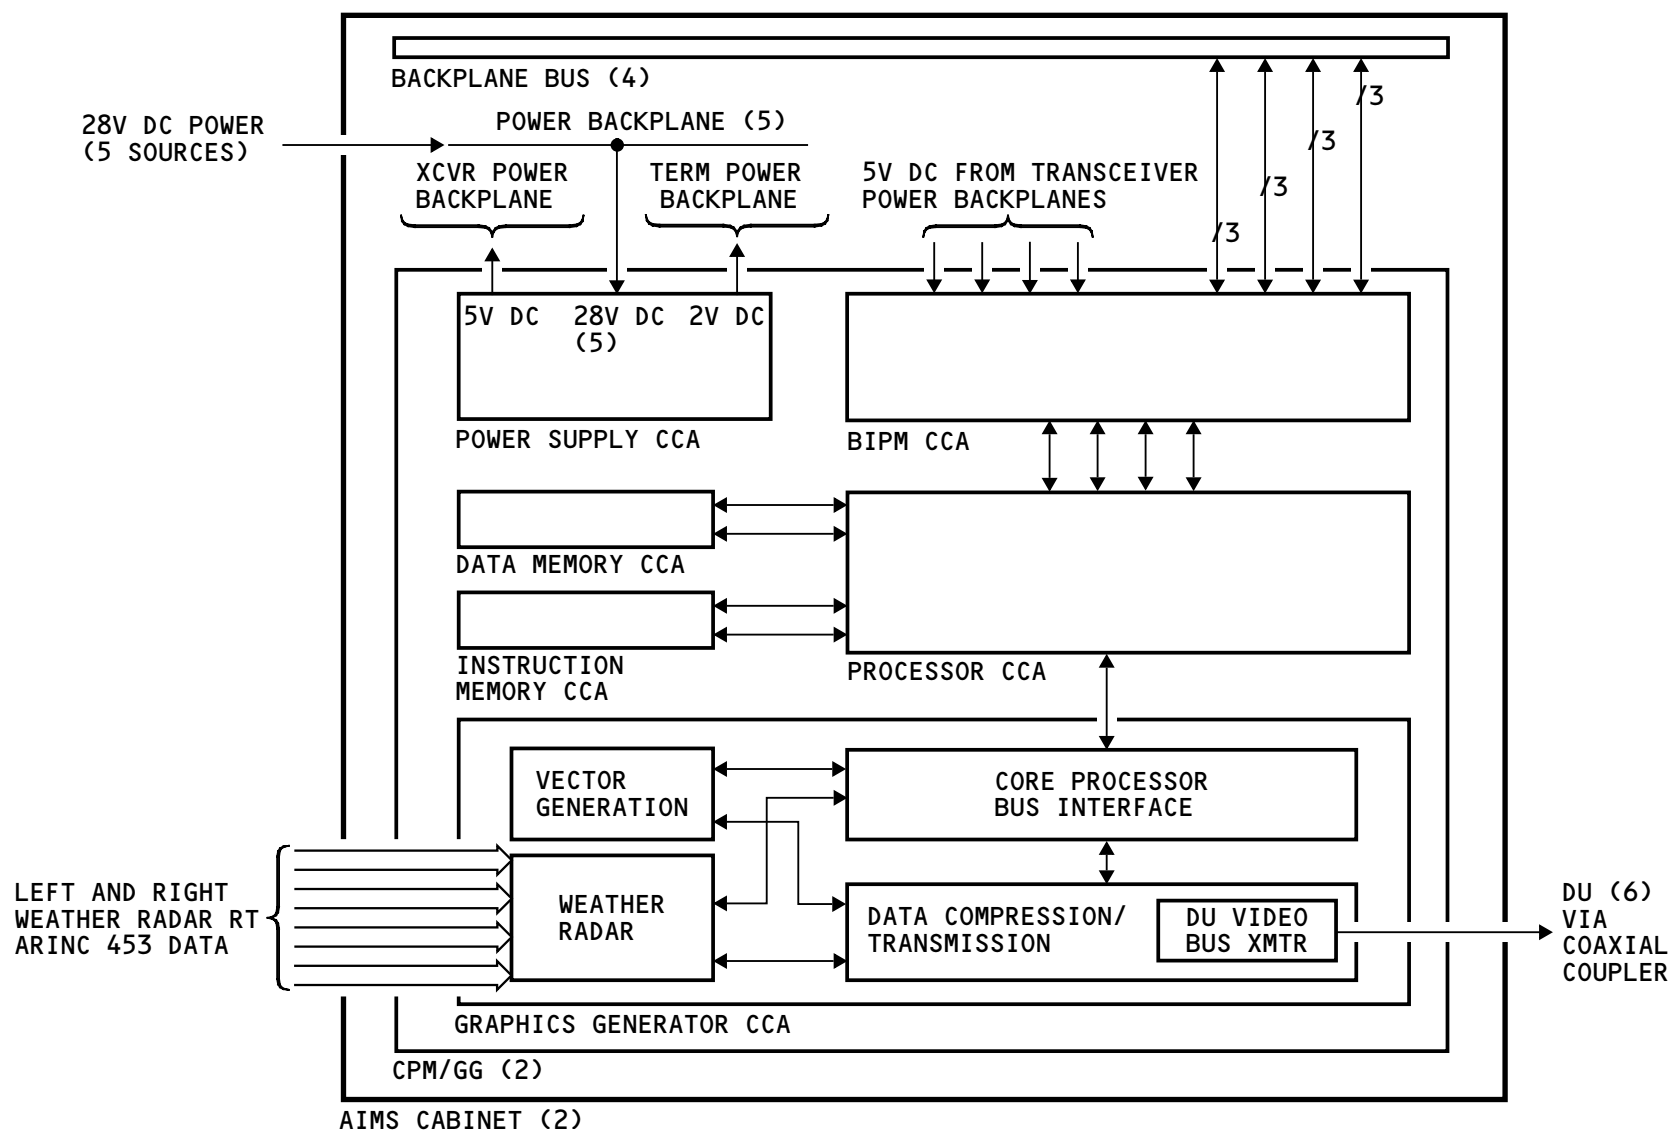 BACKPLANE BUS (4)
/3
28V DC POWER
(5 SOURCES)
POWER BACKPLANE (5)
/3
XCVR POWER
BACKPLANE
TERM POWER
BACKPLANE
5V DC FROM TRANSCEIVER
POWER BACKPLANES
/3
/3
5V DC
28V DC
(5)
2V DC
POWER SUPPLY CCA
BIPM CCA
DATA MEMORY CCA
INSTRUCTION
MEMORY CCA
PROCESSOR CCA
VECTOR
GENERATION
CORE PROCESSOR
BUS INTERFACE
LEFT AND RIGHT
WEATHER RADAR RT
ARINC 453 DATA
WEATHER
RADAR
DATA COMPRESSION/
TRANSMISSION
DU VIDEO
BUS XMTR
DU (6)
VIA
COAXIAL
COUPLER
GRAPHICS GENERATOR CCA
CPM/GG (2)
AIMS CABINET (2)